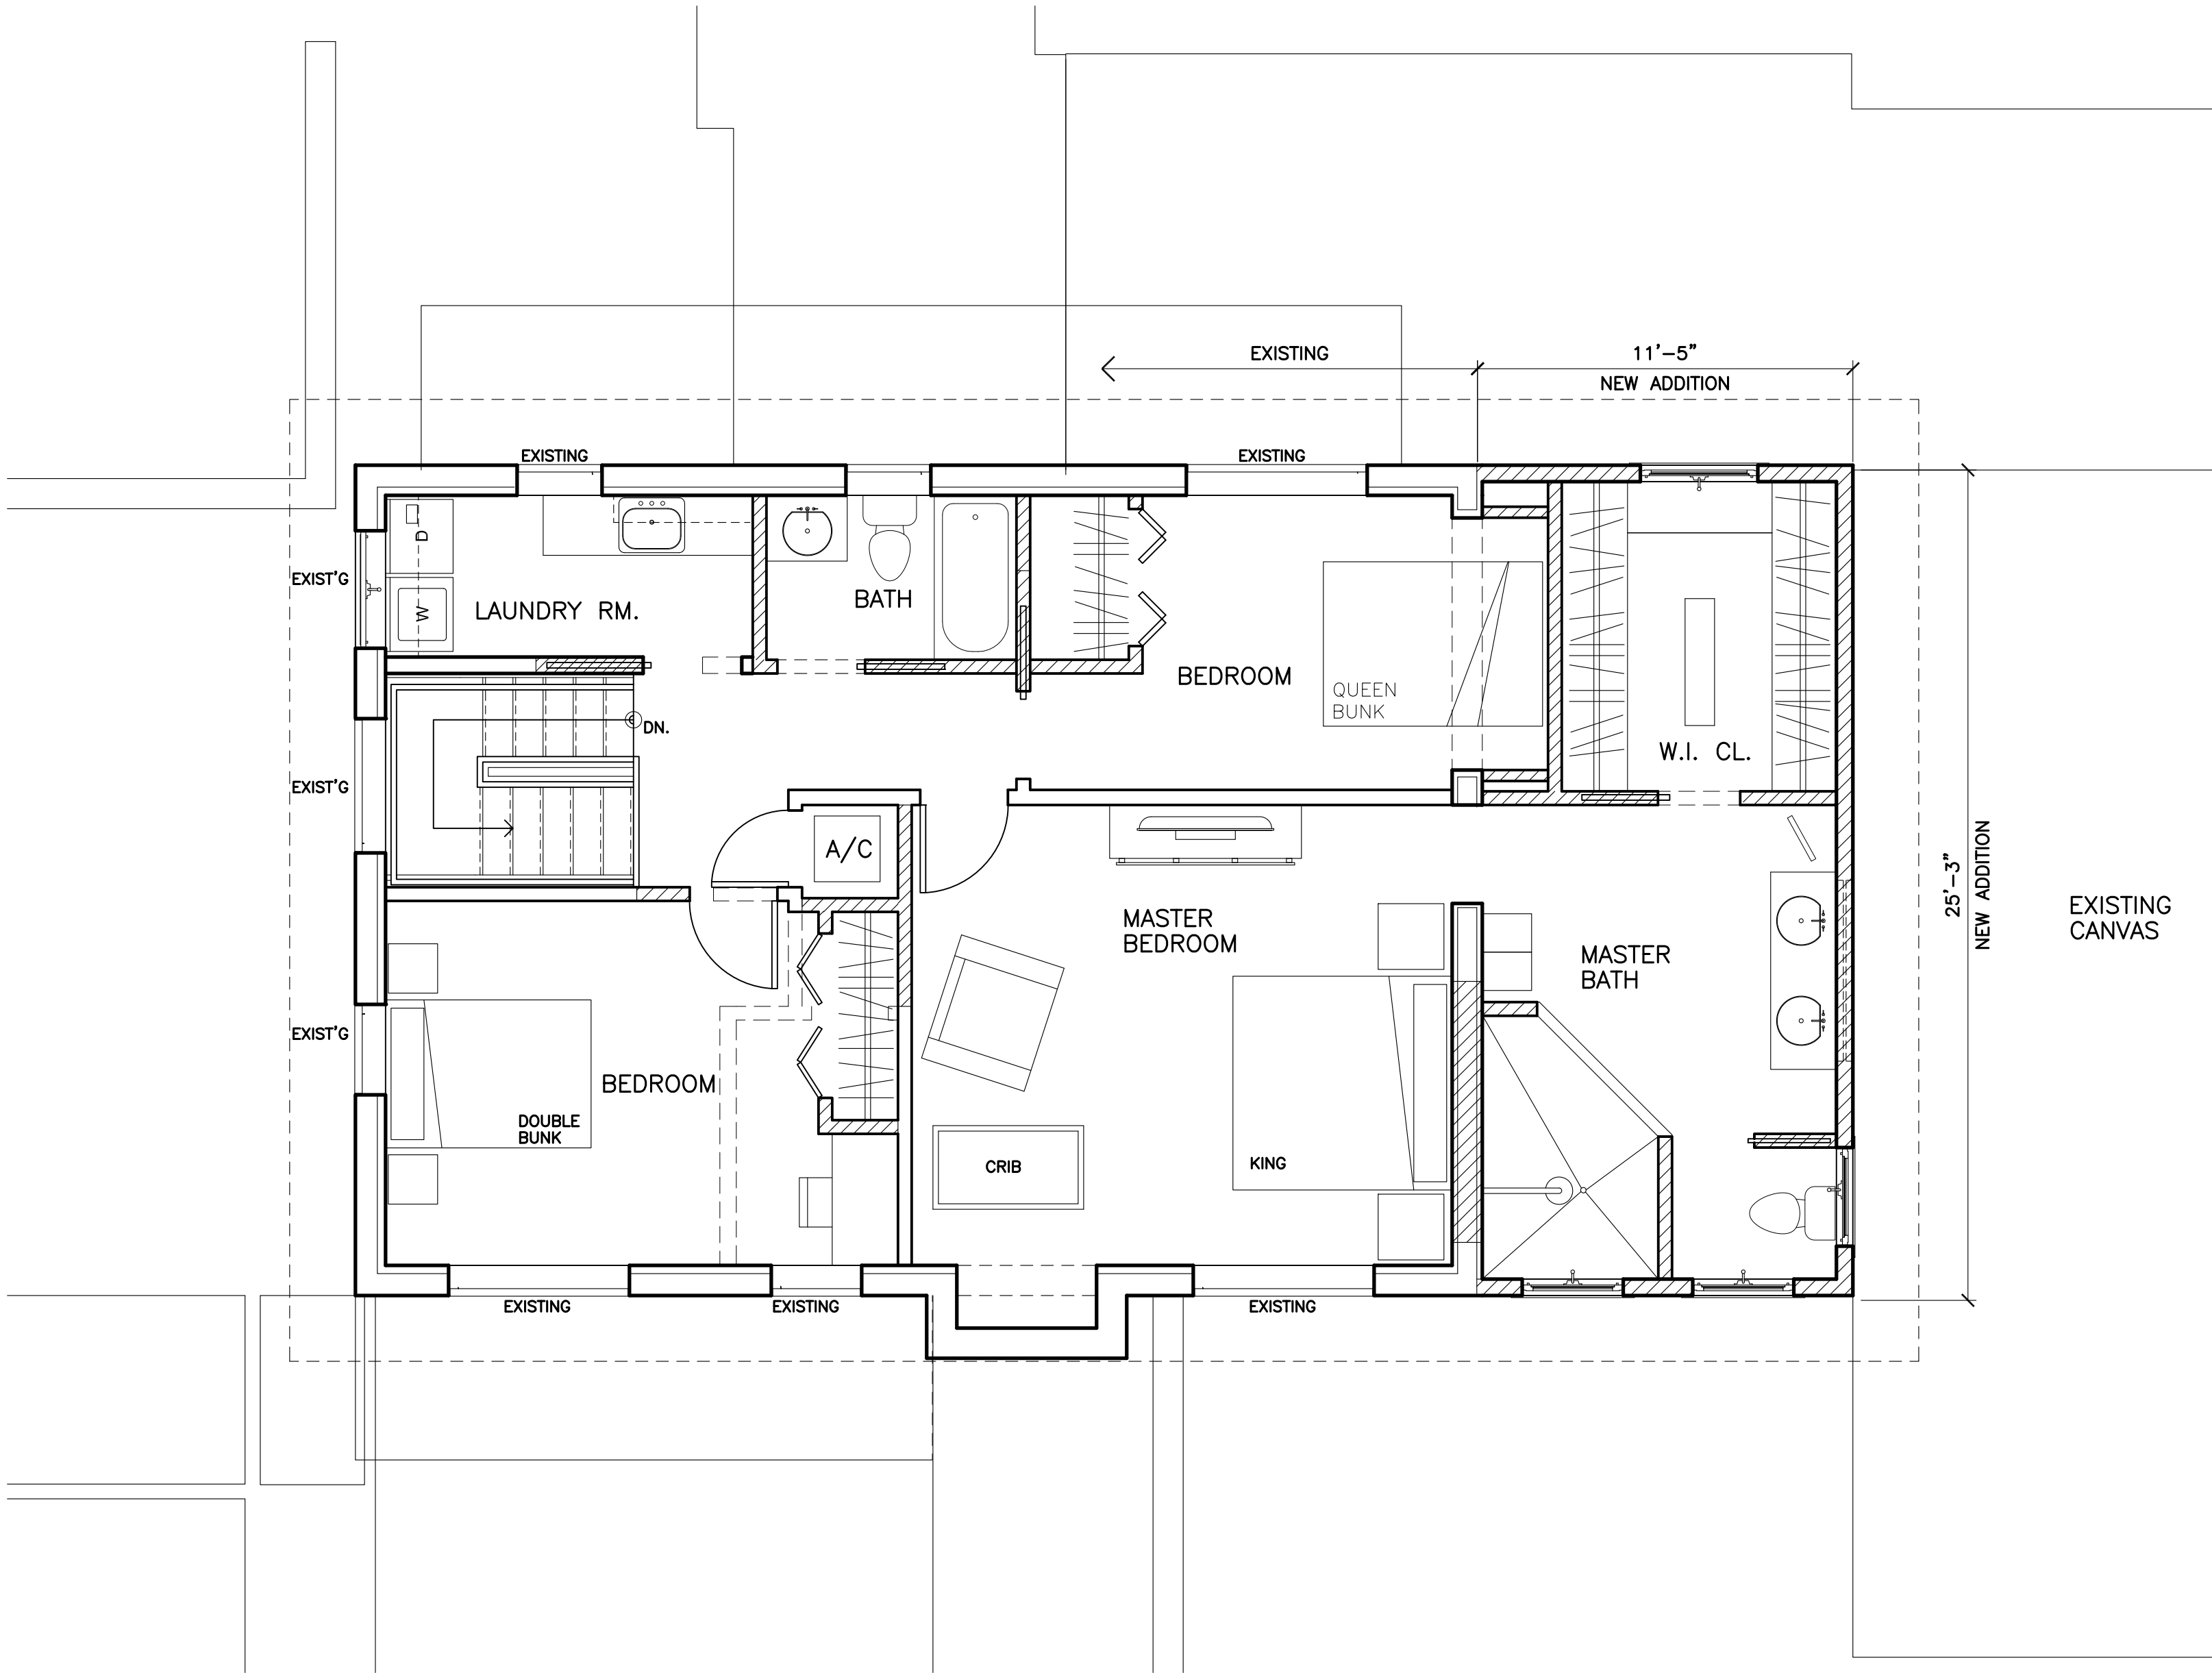 EXISTING
11'-5"
NEW ADDITION
EXISTING
EXISTING
D
EXIST'G
W
LAUNDRY RM.
BATH
BEDROOM
QUEEN
BUNK
DN.
W.I. CL.
EXIST'G
A/C
25'-3"
NEW ADDITION
MASTER
BEDROOM
EXISTING
CANVAS
MASTER
BATH
EXIST'G
BEDROOM
DOUBLE
BUNK
CRIB
KING
EXISTING
EXISTING
EXISTING